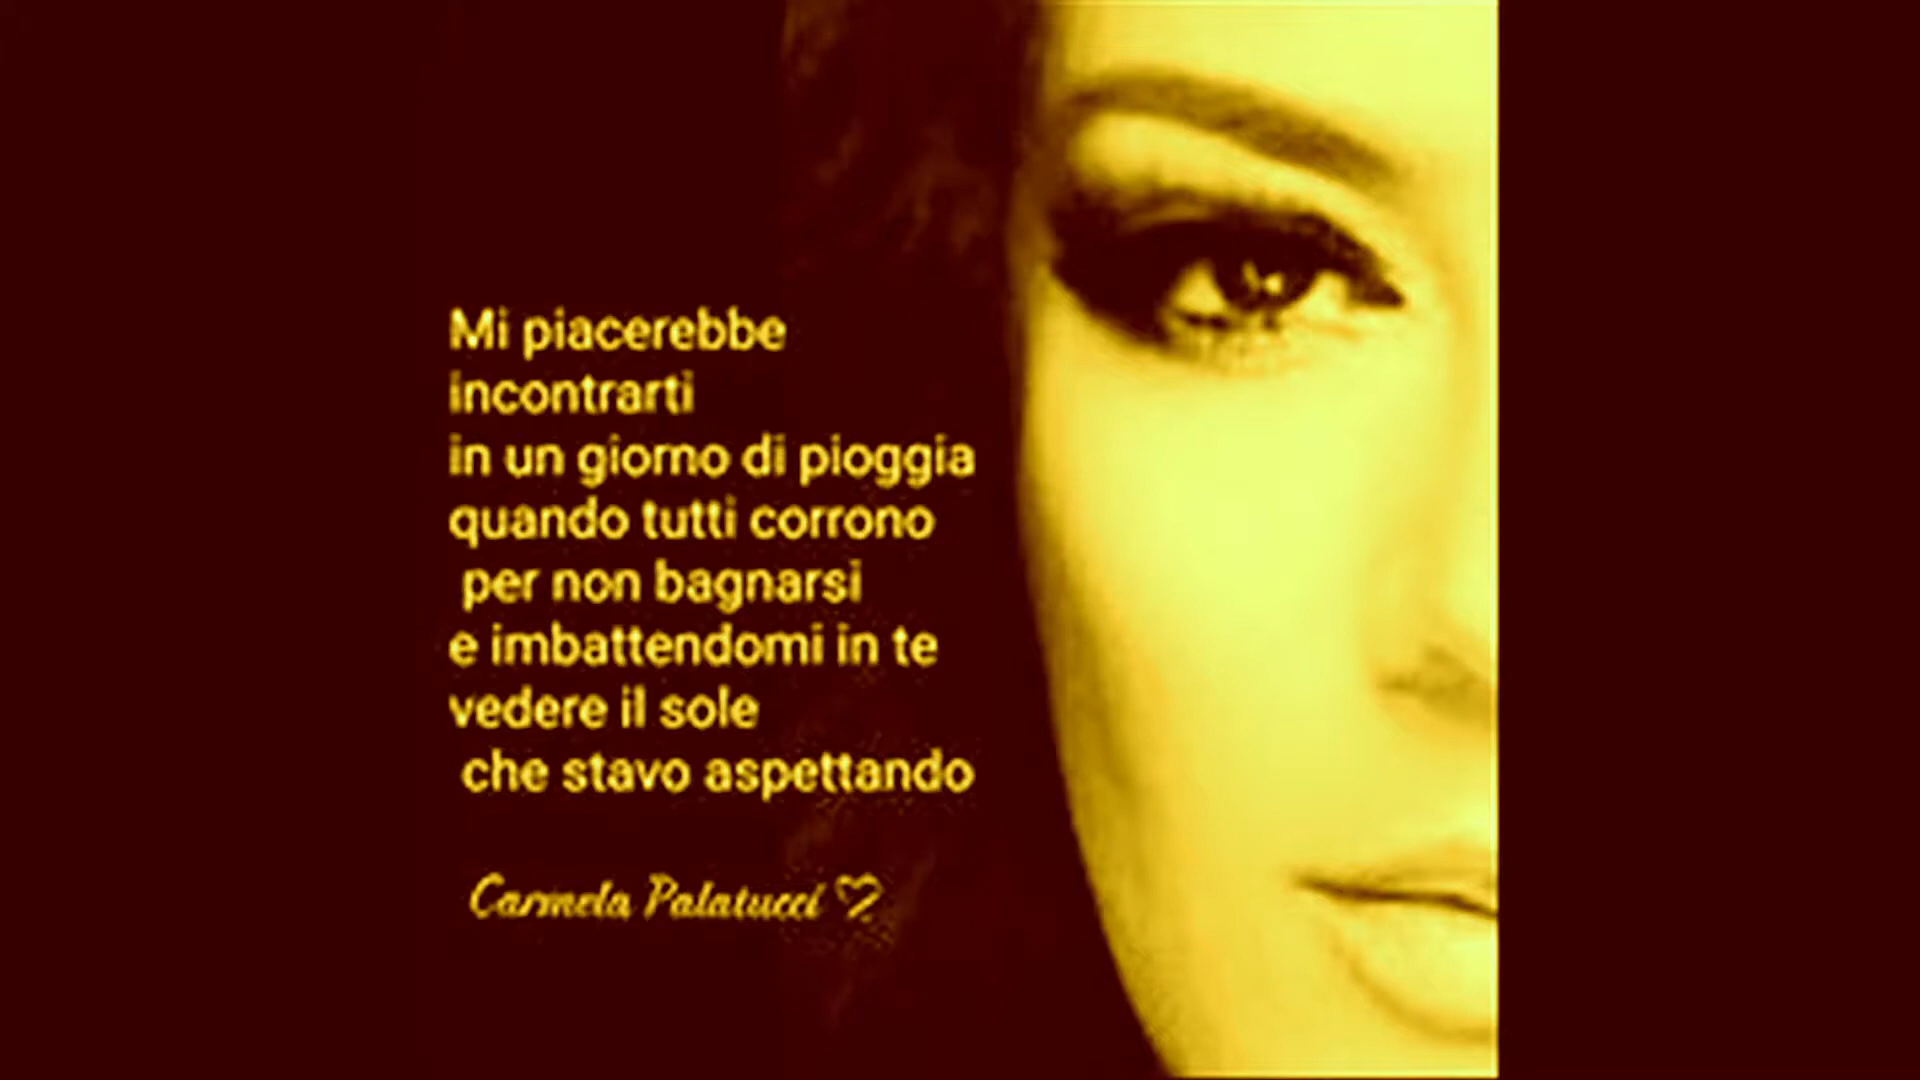 Mi piacerebbe
incontrarti
in un giorno di pioggia
quando tutti corrono
per non bagnarsi
e imbattendomi in te
vedere il sole
che stavo aspettando
Carmela Palatucci ♡